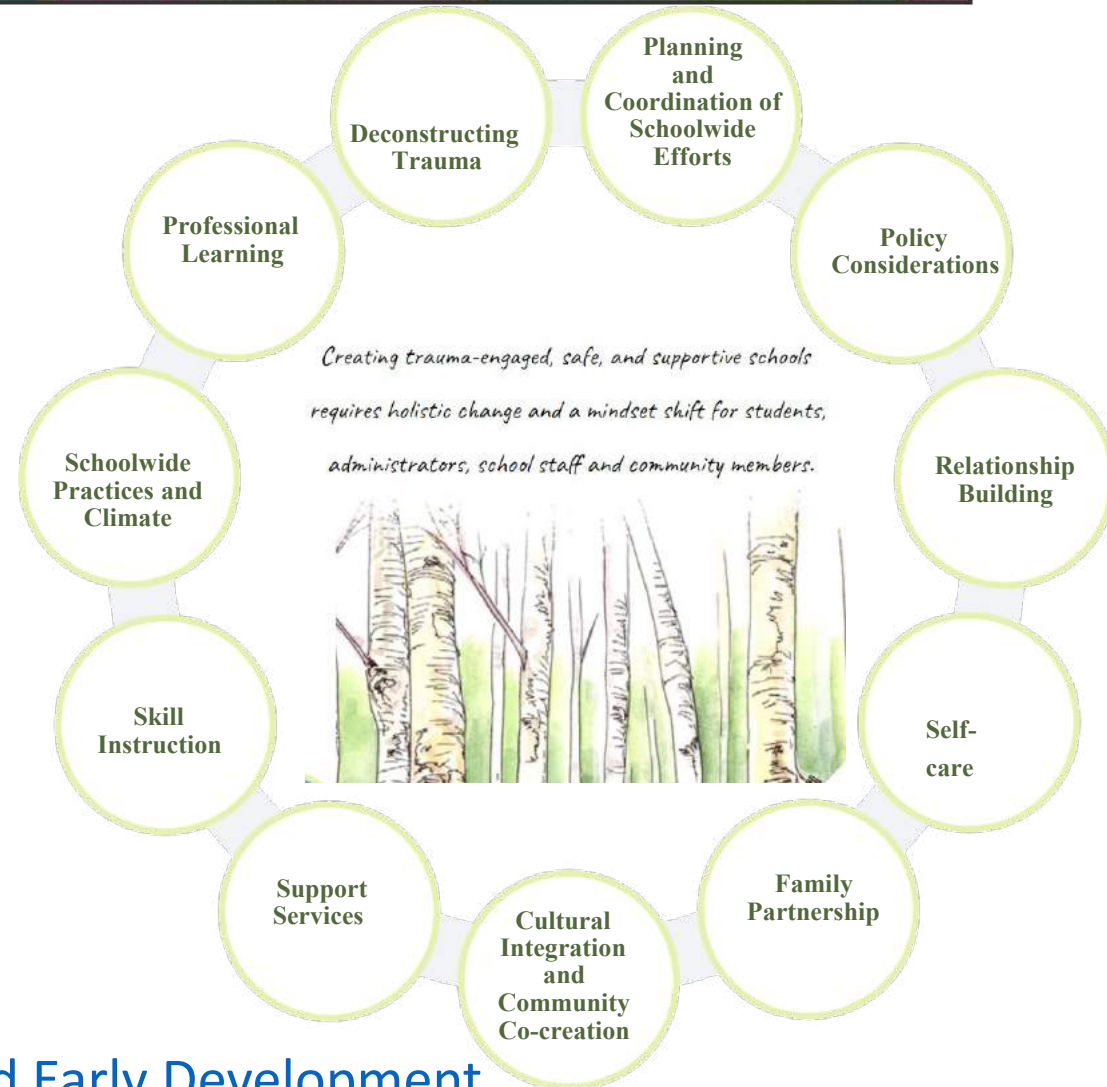 Planning
and
Coordination of
Schoolwide
Efforts
Deconstructing
Trauma
Professional
Learning
Policy
Considerations
Creating trauma-engaged, safe, and supportive schools
requires holistic change and a mindset shift for students,
administrators, school staff and community members.
Schoolwide
Practices and
Climate
Relationship
Building
Skill
Instruction
Self-
care
Support
Services
Family
Partnership
Cultural
Integration
and
Community
Co-creation
Early Development